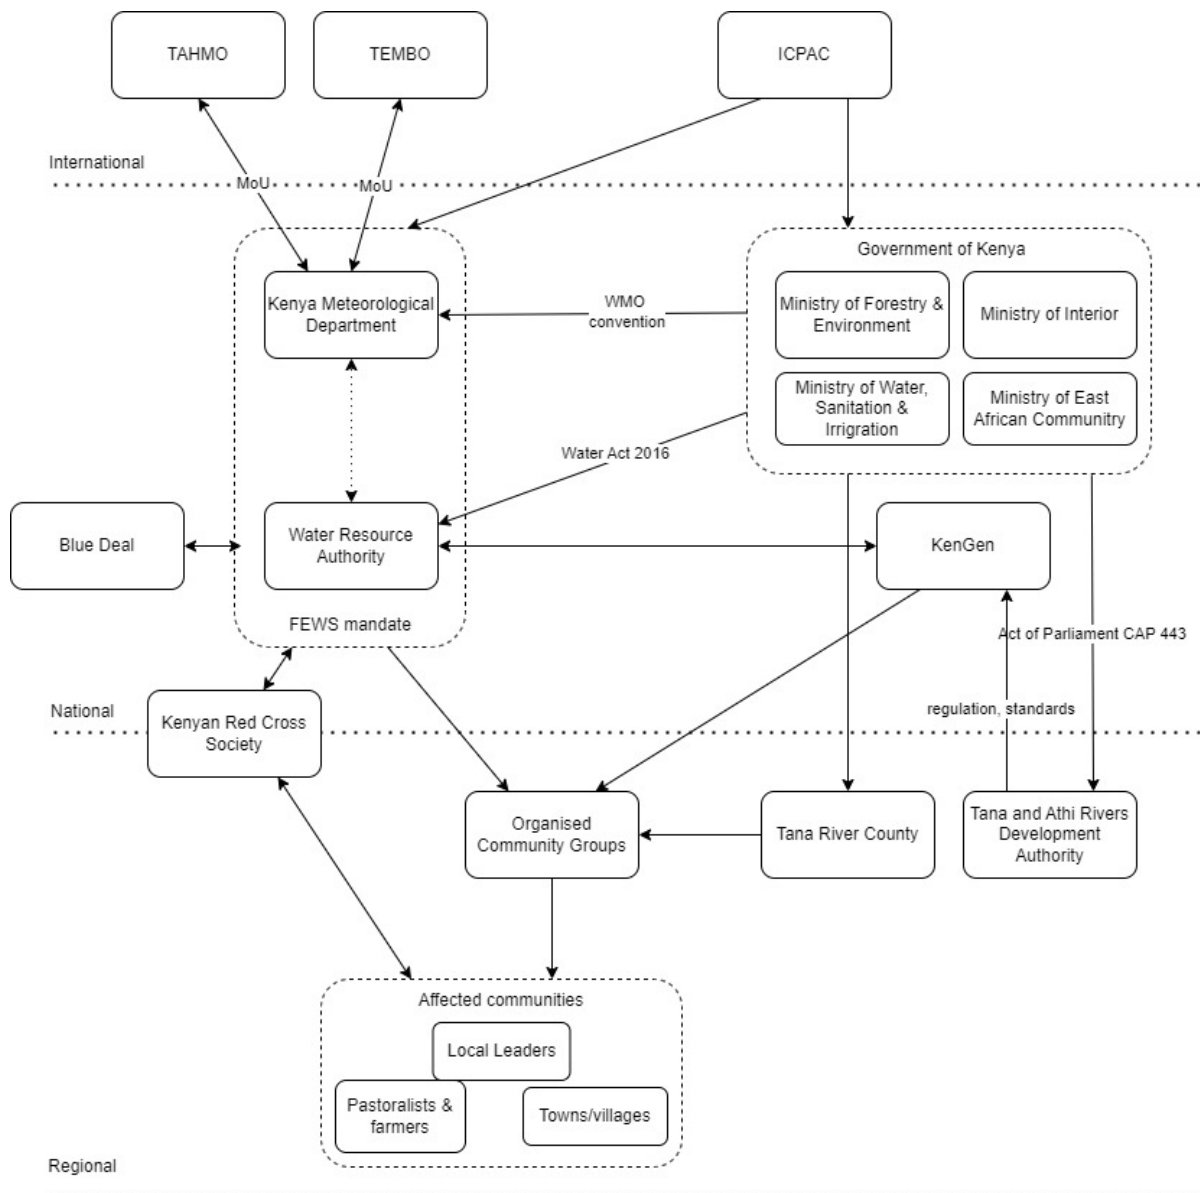 TAHMO
TEMBO
ICPAC
International
MoU
MoU
Government of Kenya
Kenya Meteorological
Department
WMO
convention
Ministry of Forestry &
Environment
Ministry of Interior
Ministry of Water,
Sanitation &
Irrigration
Ministry of East
African Communitry
Water Act 2016
Blue Deal
Water Resource
Authority
KenGen
FEWS mandate
Act of Parliament CAP 443
National
Kenyan Red Cross
Society
regulation, standards
Organised
Community Groups
Tana River County
Tana and Athi Rivers
Development
Authority
Affected communities
Local Leaders
Pastoralists &
farmers
Towns/villages
Regional